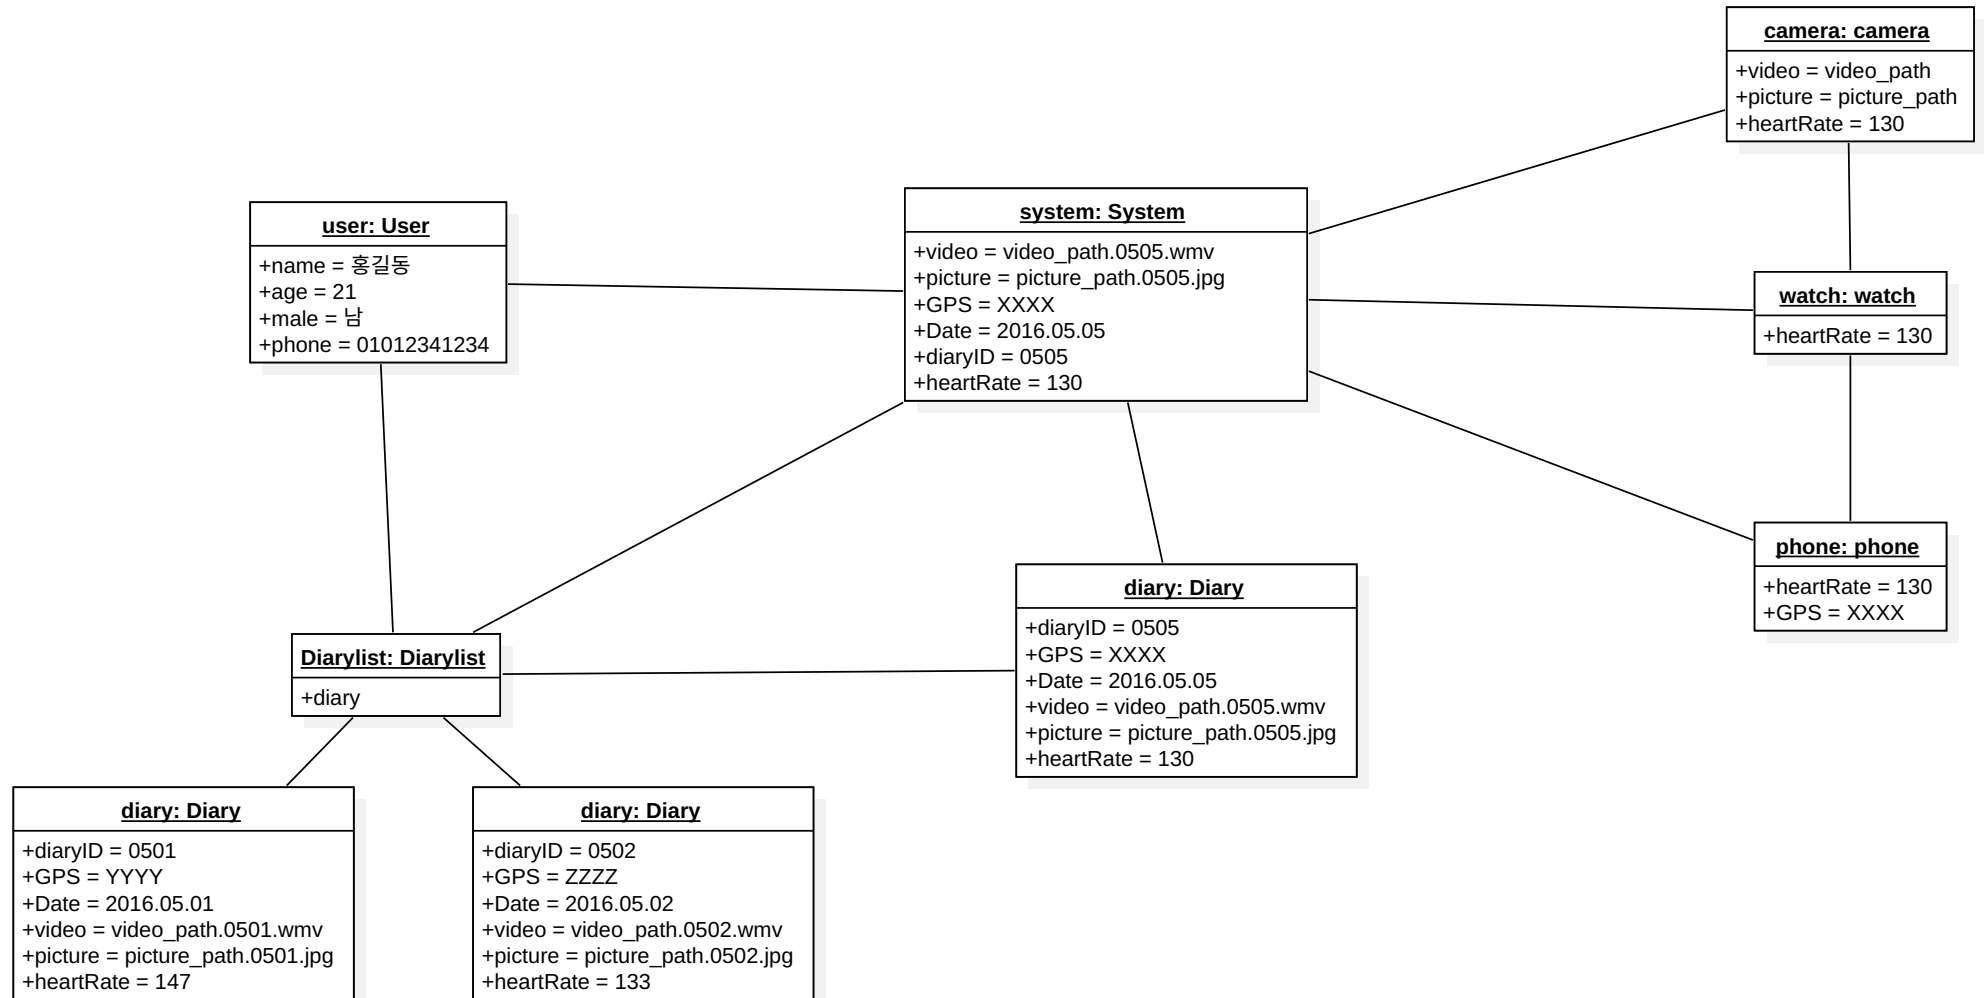 camera: camera
+video = video_path
+picture = picture_path
+heartRate = 130
system: System
+video = video_path.0505.wmv
+picture = picture_path.0505.jpg
+GPS = XXXX
+Date = 2016.05.05
+diaryID = 0505
+heartRate = 130
user: User
+name = 홍길동
+age = 21
+male = 남
+phone = 01012341234
watch: watch
+heartRate = 130
phone: phone
+heartRate = 130
+GPS = XXXX
diary: Diary
+diaryID = 0505
+GPS = XXXX
+Date = 2016.05.05
+video = video_path.0505.wmv
+picture = picture_path.0505.jpg
+heartRate = 130
Diarylist: Diarylist
+diary
diary: Diary
+diaryID = 0501
+GPS = YYYY
+Date = 2016.05.01
+video = video_path.0501.wmv
+picture = picture_path.0501.jpg
+heartRate = 147
diary: Diary
+diaryID = 0502
+GPS = ZZZZ
+Date = 2016.05.02
+video = video_path.0502.wmv
+picture = picture_path.0502.jpg
+heartRate = 133